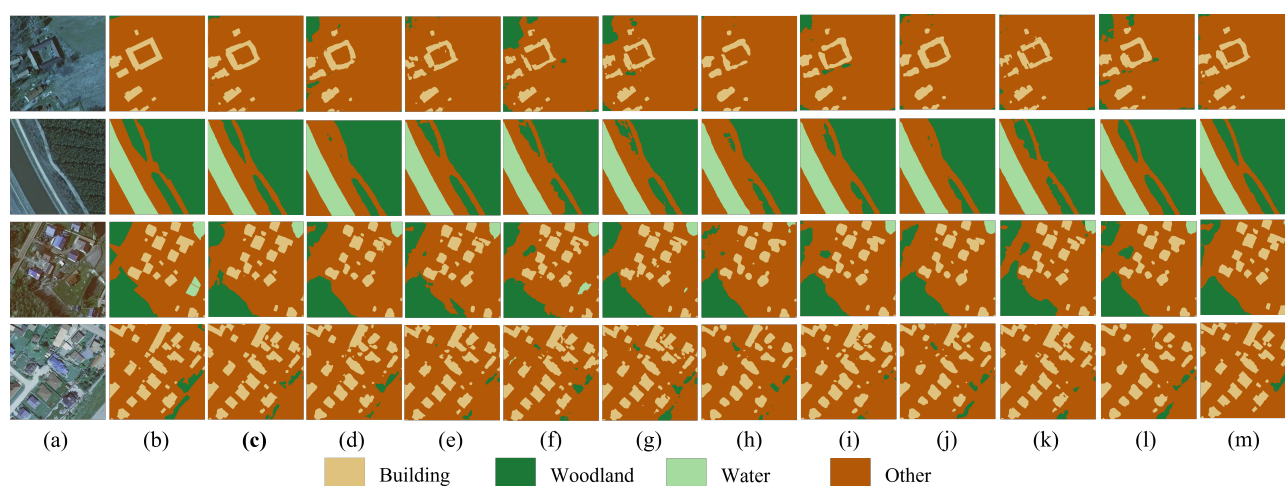 (a) (b) (c) (d) (e) (f) (g) (h) (i) (j) (k) (l) (m)
Building Woodland Water Other